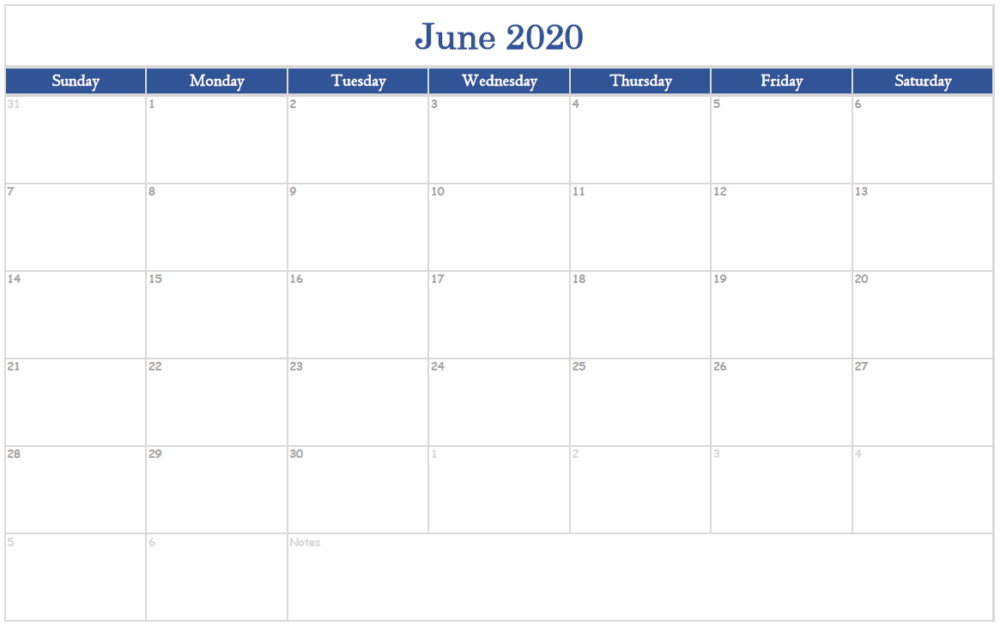 June 2020
Sunday Monday Tuesday Wednesday Thursday Friday Saturday
31 1 2 3 4 5 6
7 8 9 10 11 12 13
14 15 16 17 18 19 20
21 22 23 24 25 26 27
28 29 30 1 2 3 4
5 6 Notes